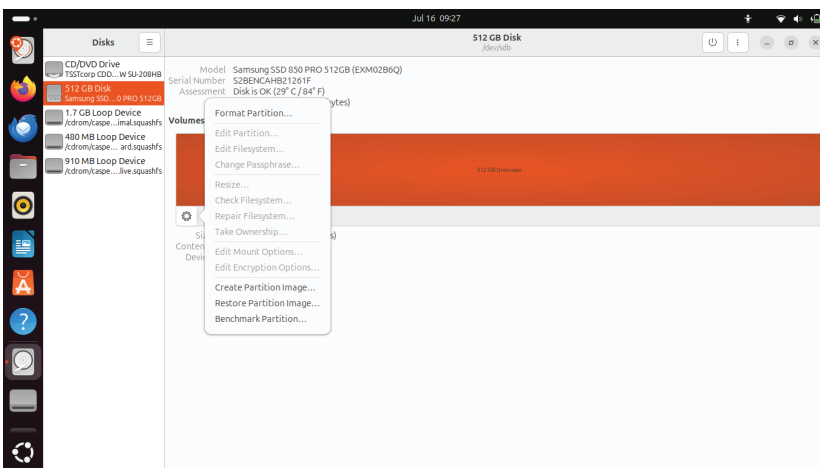 Jul 16 09:27
Disks
512 GB Disk
/dev/sdb
CD/DVD Drive
TSSTcorp CDD...W SU-208HB
512 GB Disk
Samsung SSD...0 PRO 512GB
1.7 GB Loop Device
/cdrom/caspe...imal.squashfs
480 MB Loop Device
/cdrom/caspe... ard.squashfs
910 MB Loop Device
/cdrom/caspe...live.squashfs
Model Samsung SSD 850 PRO 512GB (EXM02B6Q)
Serial Number S2BENCAHB21261F
Assessment Disk is OK (29° C / 84° F)
ytes)
Volumes
512 GB Unknown
Format Partition...
Edit Partition...
Edit Filesystem...
Change Passphrase...
Resize...
Check Filesystem...
Repair Filesystem...
Take Ownership...
Edit Mount Options...
Edit Encryption Options...
Create Partition Image...
Restore Partition Image...
Benchmark Partition...
Si s)
Conten
Devi